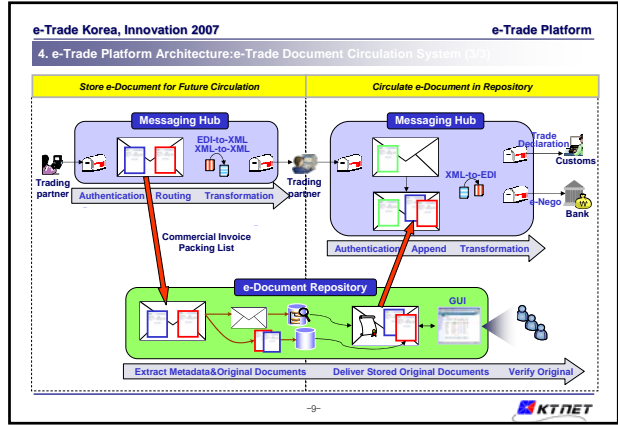 e-Trade Korea, Innovation 2007
e-Trade Platform
4. e-Trade Platform Architecture:e-Trade Document Circulation System (3/3)
Store e-Document for Future Circulation
Circulate e-Document in Repository
Messaging Hub
EDI-to-XML
XML-to-XML
Trading
partner
Authentication Routing Transformation
Trading
partner
Messaging Hub
XML-to-EDI
Trade
Declaration
Customs
e-Nego
Bank
Authentication Append Transformation
Commercial Invoice
Packing List
e-Document Repository
GUI
Extract Metadata&Original Documents
Deliver Stored Original Documents
Verify Original
-9-
KTNET